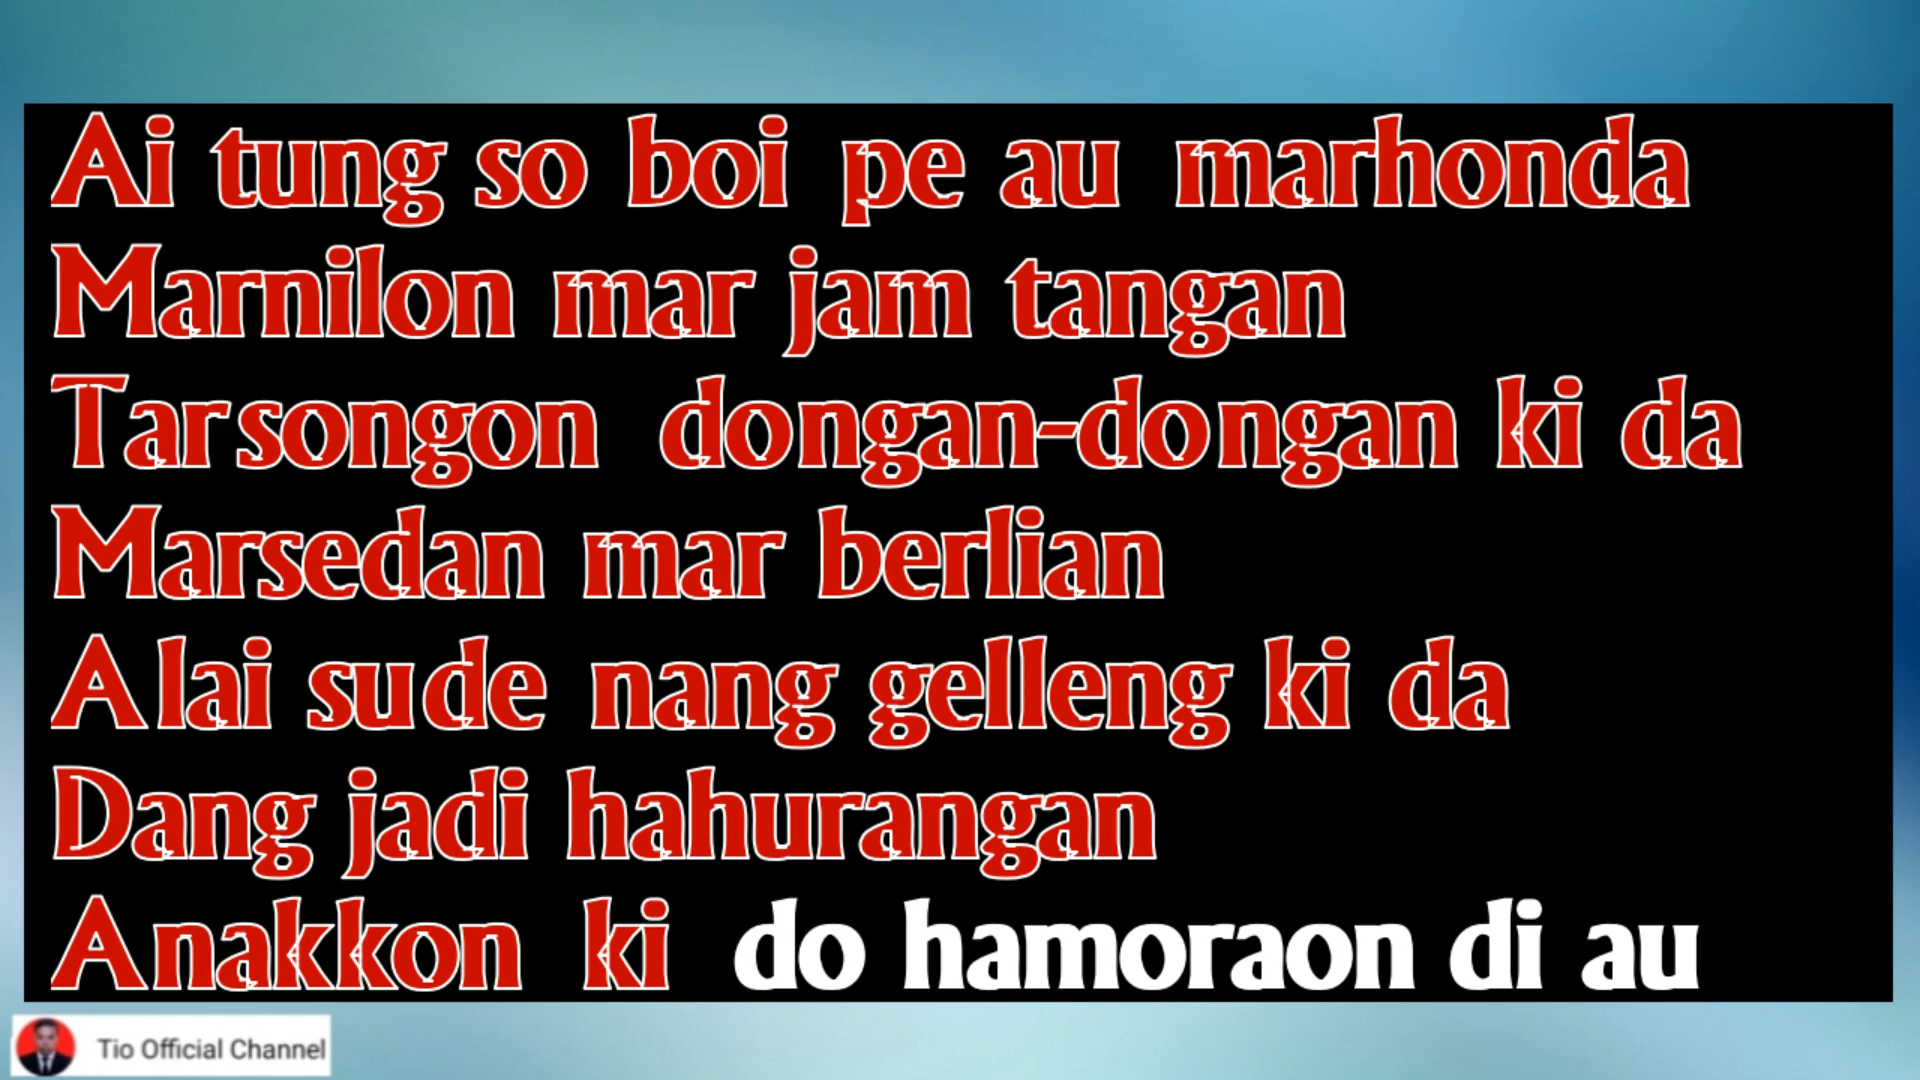 Ai tung so boi pe au marhonda
Marnilon mar jam tangan
Tarsongon dongan-dongan ki da
Marsedan mar berlian
Alai sude nang gelleng ki da
Dang jadi hahurangan
Anakkon ki do hamoraon di au
Tio Official Channel